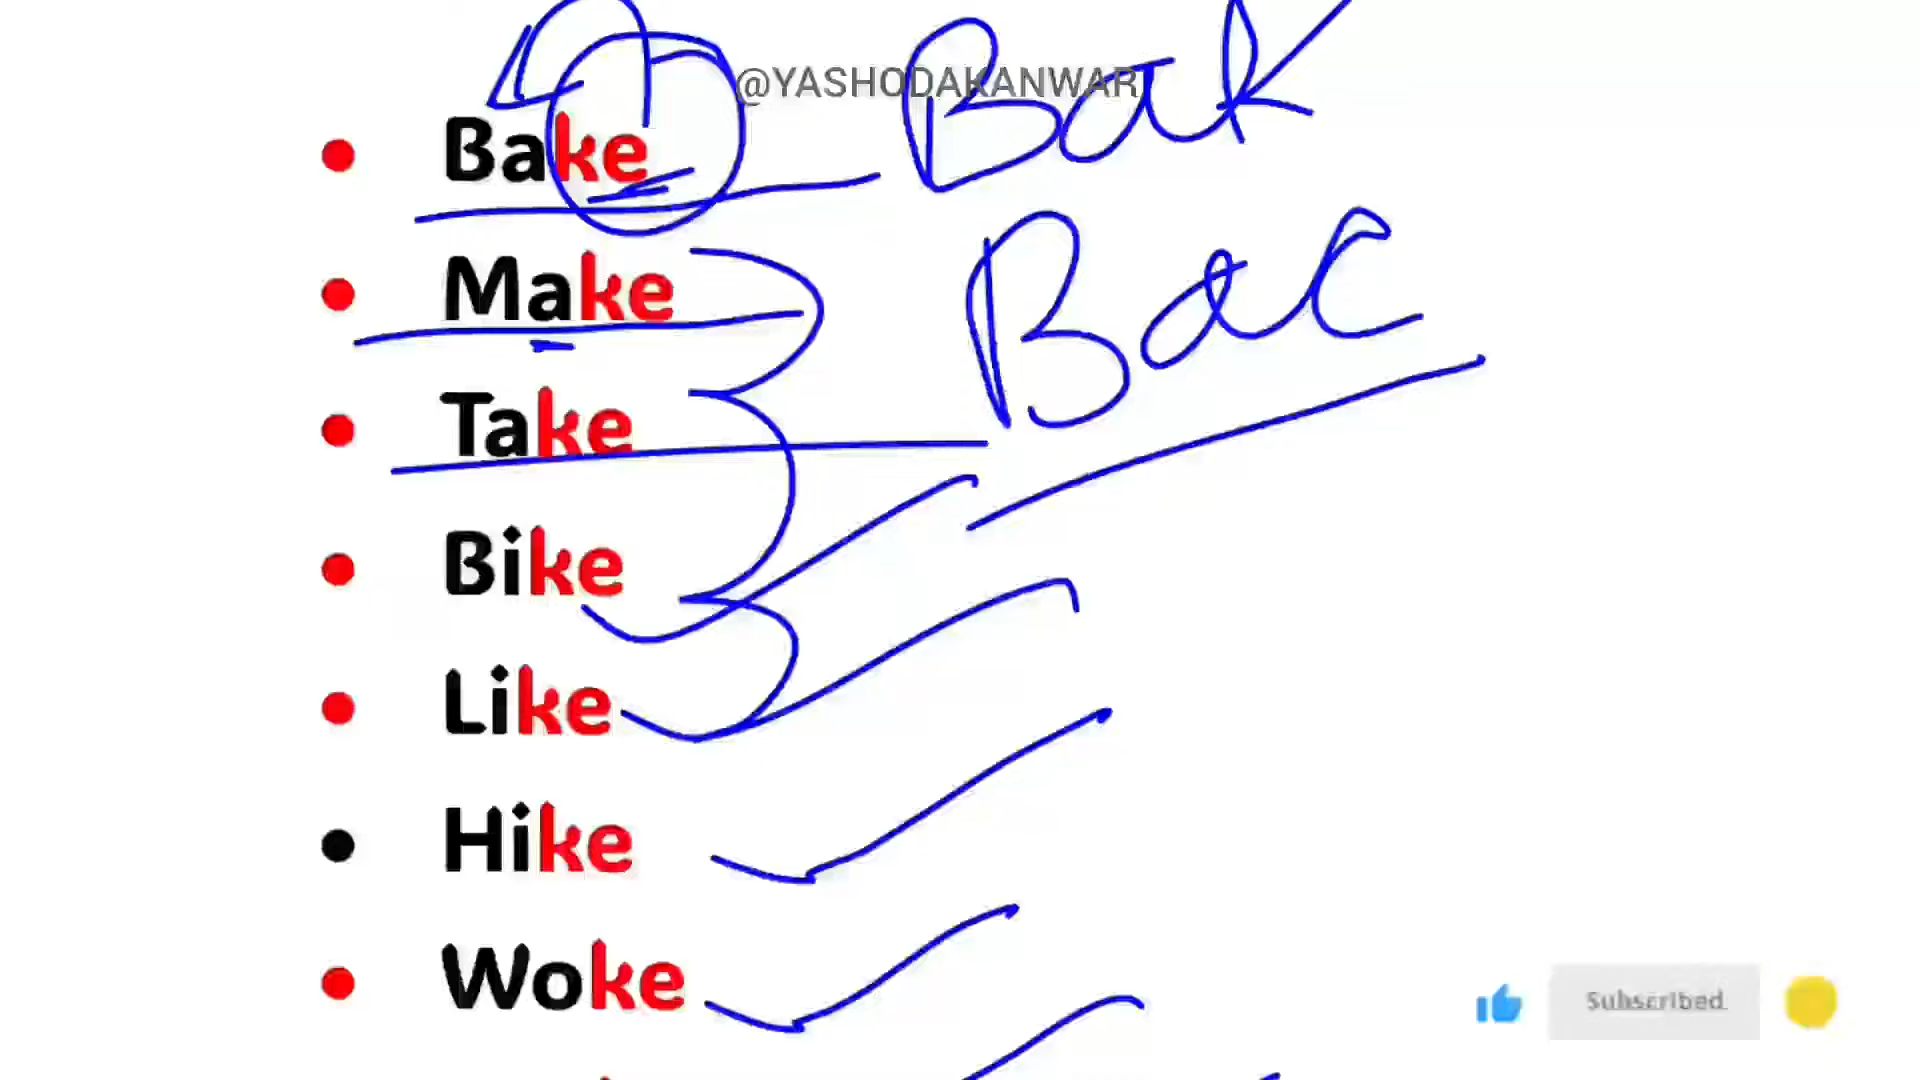 @YASHODAKANWAR
Bak
• Bake
Bac
• Make
• Take
• Bike
• Like
• Hike
• Woke
Subscribed